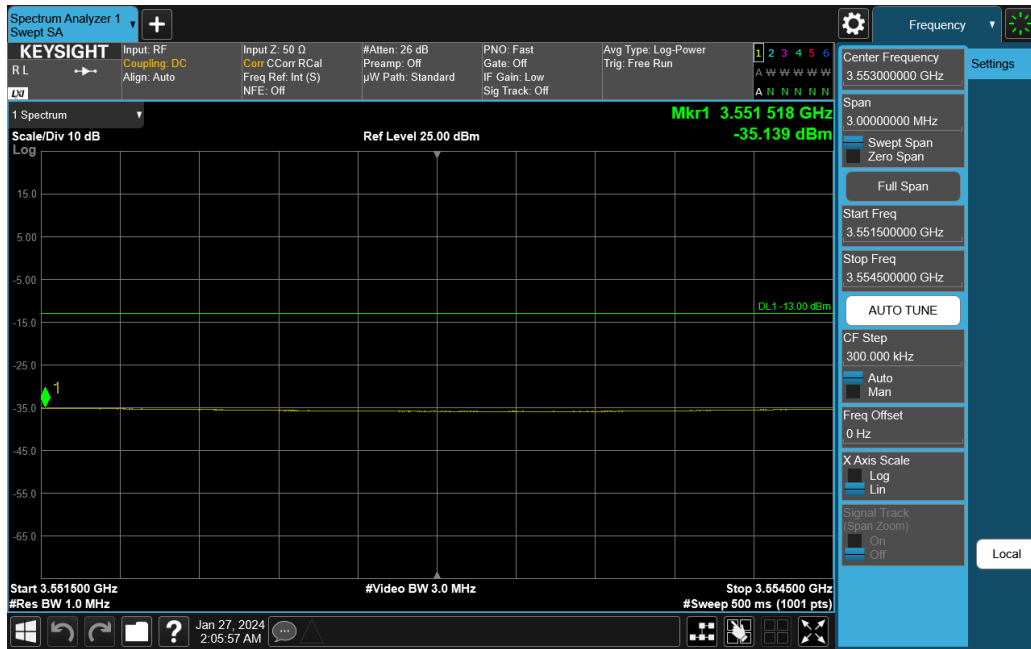 Spectrum Analyzer 1
Swept SA
+
Frequency
KEYSIGHT
R L
LXI
Input: RF
Coupling: DC
Align: Auto
Input Z: 50 Ω
Corr CCorr RCal
Freq Ref: Int (S)
NFE: Off
#Atten: 26 dB
Preamp: Off
µW Path: Standard
PNO: Fast
Gate: Off
IF Gain: Low
Sig Track: Off
Avg Type: Log-Power
Trig: Free Run
1 2 3 4 5 6
A W W W W W
A N N N N N
1 Spectrum
Mkr1 3.551 518 GHz
-35.139 dBm
Scale/Div 10 dB
Ref Level 25.00 dBm
Log
15.0
5.00
-5.00
DL1 -13.00 dBm
-15.0
-25.0
1
-35.0
-45.0
-55.0
-65.0
Start 3.551500 GHz
#Video BW 3.0 MHz
Stop 3.554500 GHz
#Res BW 1.0 MHz
#Sweep 500 ms (1001 pts)
?
Jan 27, 2024
2:05:57 AM
Center Frequency
3.553000000 GHz
Span
3.00000000 MHz
Swept Span
Zero Span
Full Span
Start Freq
3.551500000 GHz
Stop Freq
3.554500000 GHz
AUTO TUNE
CF Step
300.000 kHz
Auto
Man
Freq Offset
0 Hz
X Axis Scale
Log
Lin
Signal Track
(Span Zoom)
On
Off
Settings
Local